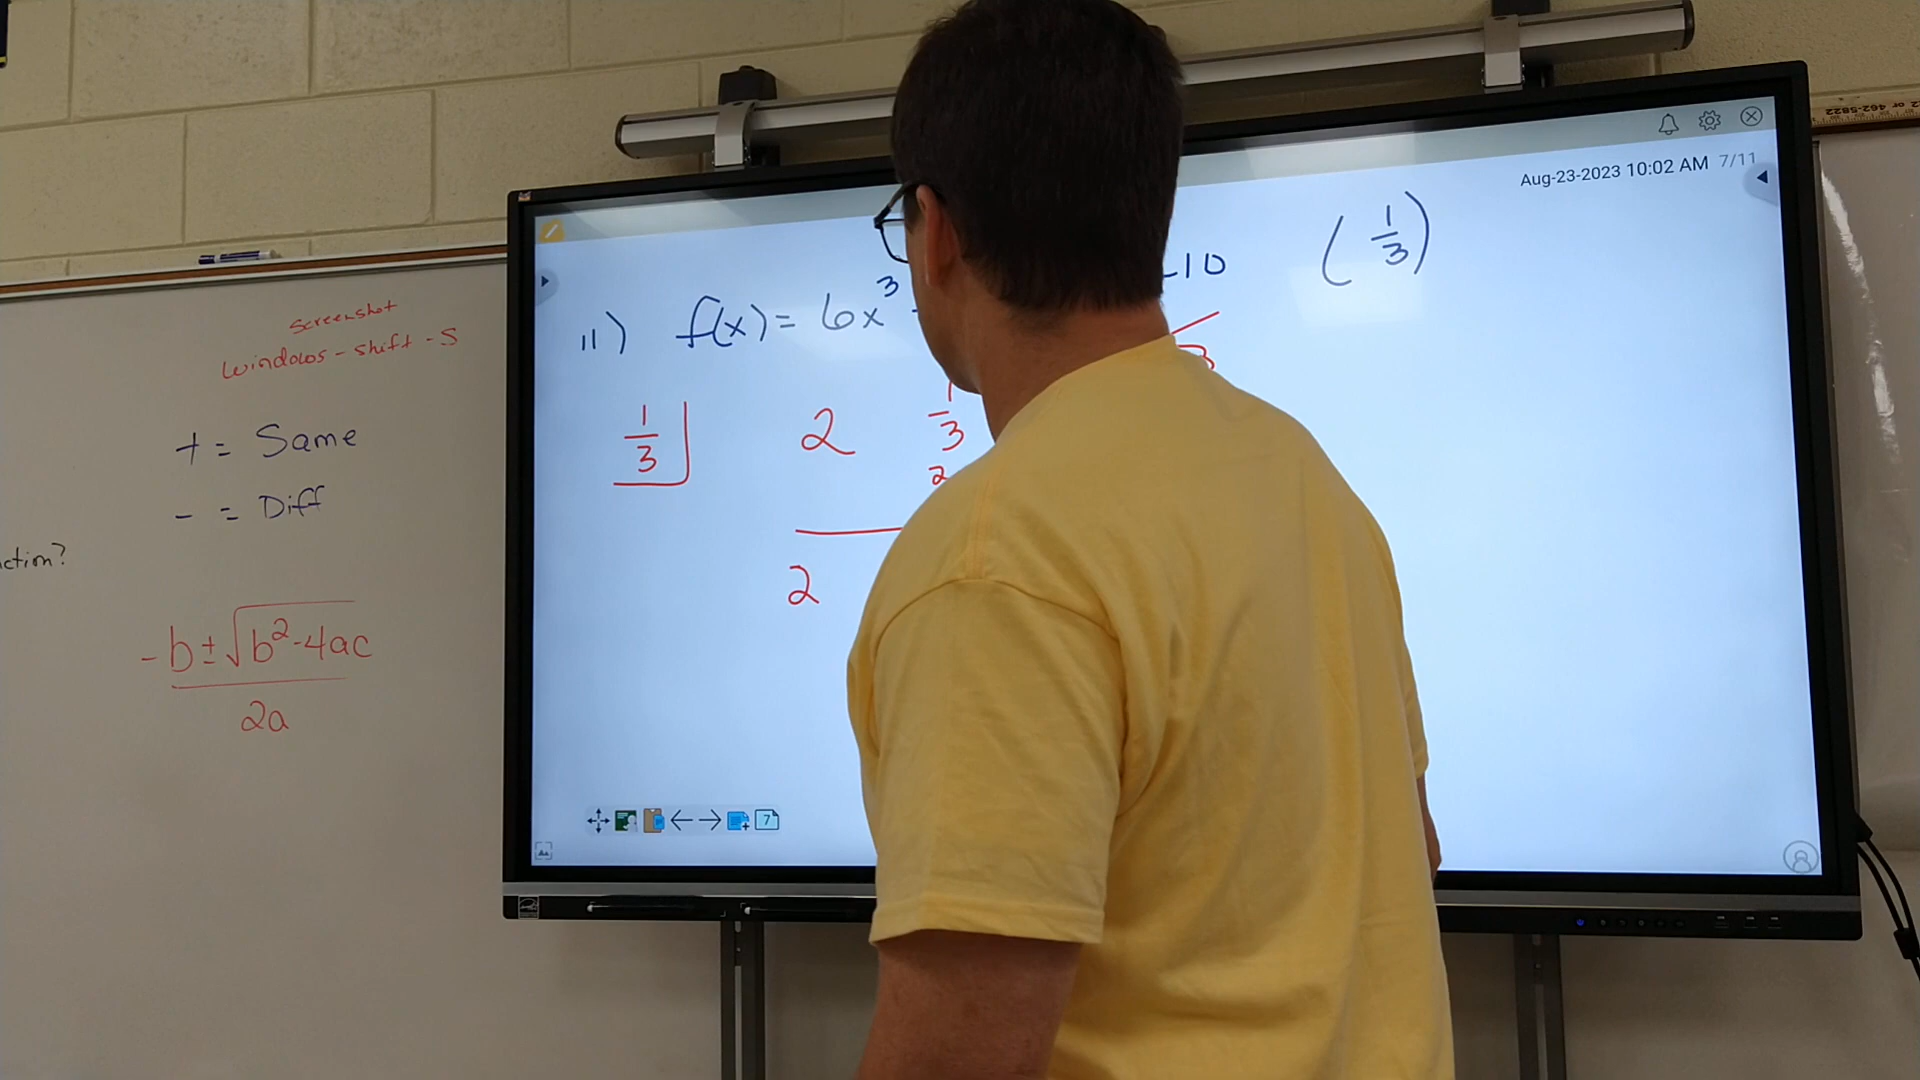 screenshot
windows - shift - S
+ = Same
- = Diff
ction?
-b±√b²-4ac
2a
Aug-23-2023 10:02 AM 7/11
11) f(x)= 6x³ -10 (1/3)
1/3 2 1/3
2
2
7